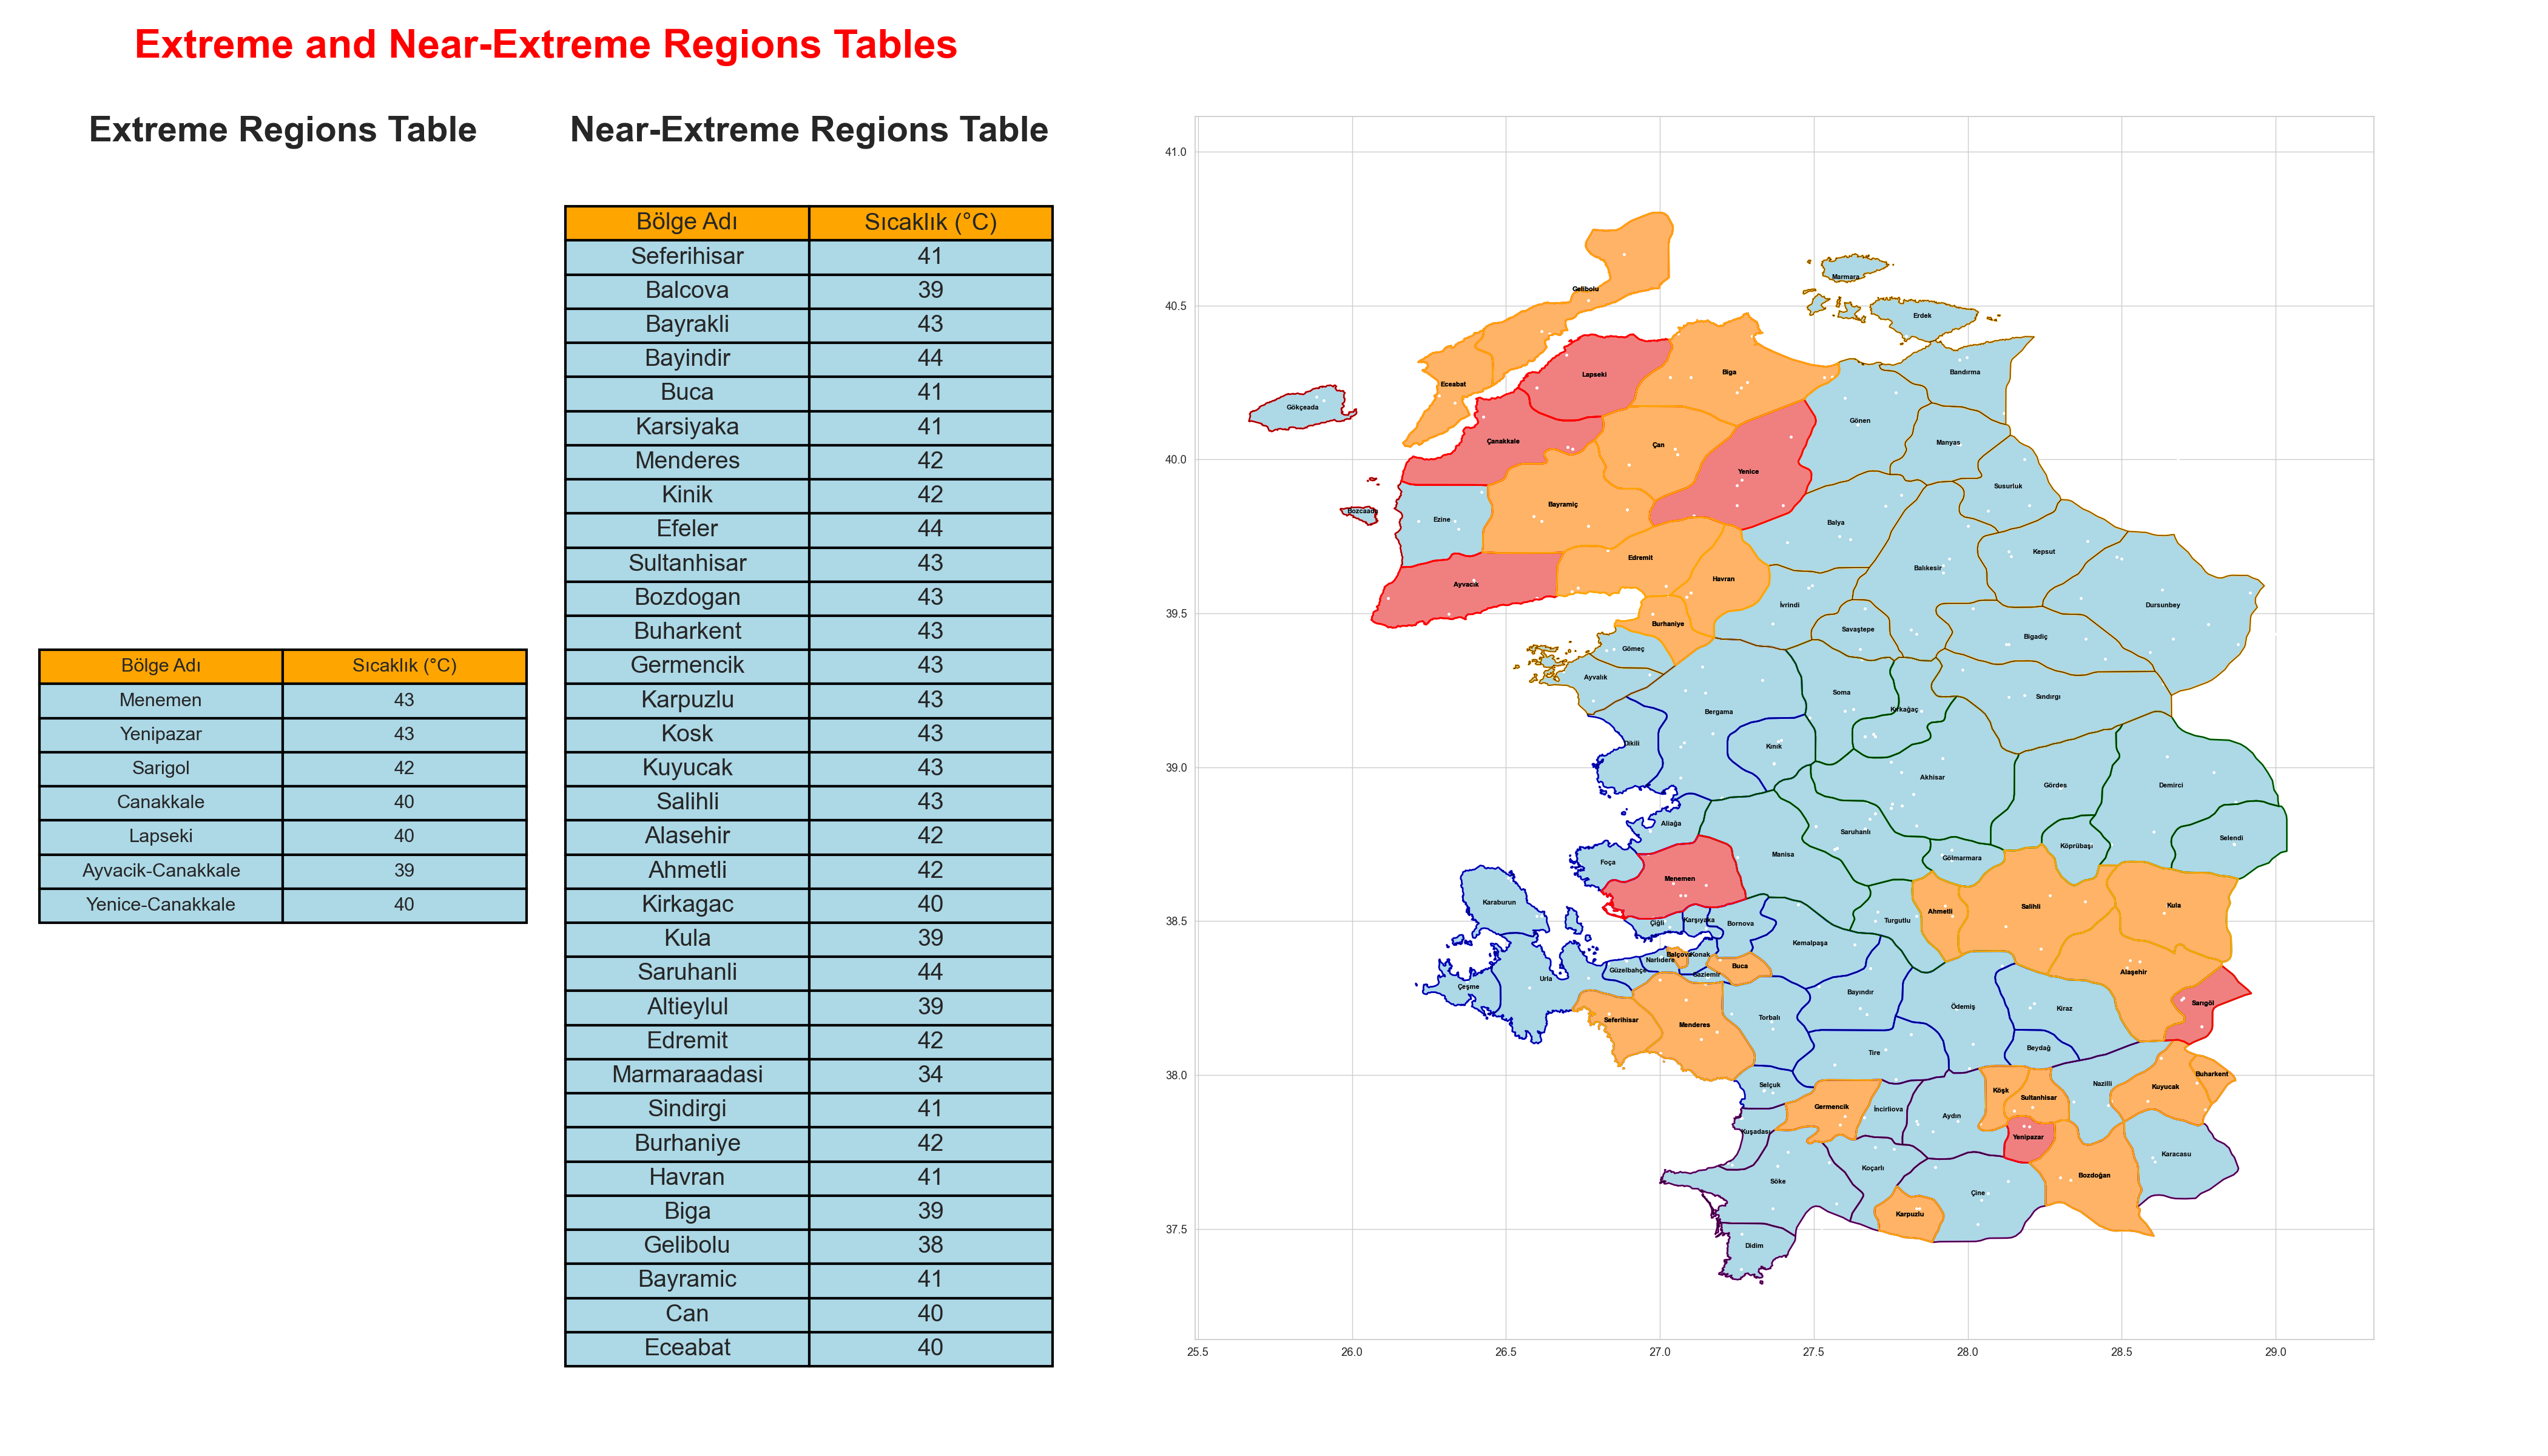 Extreme and Near-Extreme Regions Tables
Extreme Regions Table
Bölge Adı Sıcaklık (°C)
Menemen 43
Yenipazar 43
Sarigol 42
Canakkale 40
Lapseki 40
Ayvacik-Canakkale 39
Yenice-Canakkale 40
Near-Extreme Regions Table
Bölge Adı Sıcaklık (°C)
Seferihisar 41
Balcova 39
Bayrakli 43
Bayindir 44
Buca 41
Karsiyaka 41
Menderes 42
Kinik 42
Efeler 44
Sultanhisar 43
Bozdogan 43
Buharkent 43
Germencik 43
Karpuzlu 43
Kosk 43
Kuyucak 43
Salihli 43
Alasehir 42
Ahmetli 42
Kirkagac 40
Kula 39
Saruhanli 44
Altieylul 39
Edremit 42
Marmaraadasi 34
Sindirgi 41
Burhaniye 42
Havran 41
Biga 39
Gelibolu 38
Bayramic 41
Can 40
Eceabat 40
41.0
40.5
40.0
39.5
39.0
38.5
38.0
37.5
25.5 26.0 26.5 27.0 27.5 28.0 28.5 29.0
Marmara
Gelibolu
Erdek
Lapseki
Biga
Bandırma
Eceabat
Gökçeada
Gönen
Çanakkale
Çan
Manyas
Yenice
Susurluk
Bayramiç
Bozcaada
Ezine
Balya
Kepsut
Edremit
Balıkesir
Havran
Ayvacık
İvrindi
Dursunbey
Burhaniye
Savaştepe
Bigadiç
Gömeç
Ayvalık
Soma
Sındırgı
Bergama
Kırkağaç
Dikili
Kınık
Akhisar
Gördes
Demirci
Aliağa
Saruhanlı
Selendi
Köprübaşı
Manisa
Gölmarmara
Foça
Menemen
Karaburun
Ahmetli
Salihli
Kula
Çiğli
Karşıyaka
Bornova
Turgutlu
Kemalpaşa
Balçova
Konak
Narlıdere
Buca
Güzelbahçe
Gaziemir
Alaşehir
Urla
Çeşme
Bayındır
Ödemiş
Kiraz
Sarıgöl
Seferihisar
Menderes
Torbalı
Tire
Beydağ
Selçuk
Köşk
Sultanhisar
Nazilli
Kuyucak
Buharkent
Germencik
İncirliova
Aydın
Kuşadası
Yenipazar
Karacasu
Koçarlı
Söke
Çine
Bozdoğan
Karpuzlu
Didim